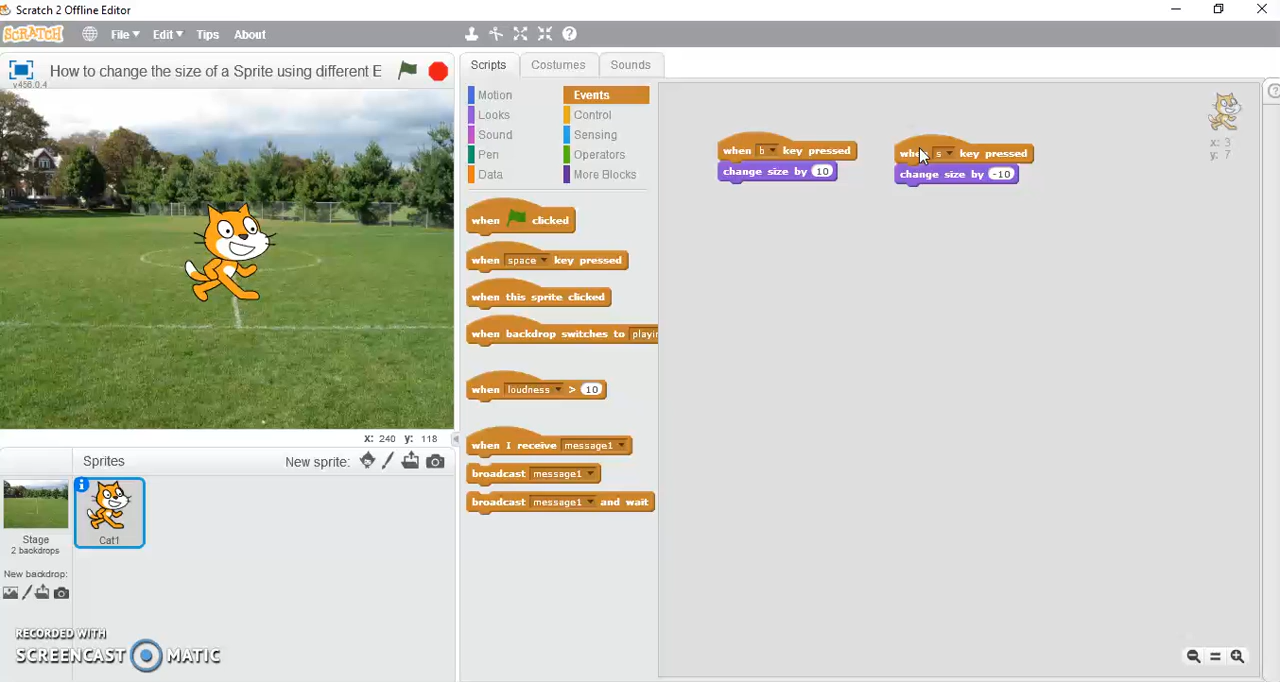 Scratch 2 Offline Editor
SCRATCH File Edit Tips About
How to change the size of a Sprite using different E
v456.0.4
Scripts Costumes Sounds
Motion Events
Looks Control
Sound Sensing
Pen Operators
Data More Blocks
when clicked
when space key pressed
when this sprite clicked
when backdrop switches to playin
when loudness > 10
when I receive message1
broadcast message1
broadcast message1 and wait
when b key pressed
change size by 10
when s key pressed
change size by -10
x: 3
y: 7
x: 240 y: 118
Sprites New sprite:
Stage
2 backdrops
New backdrop:
Cat1
RECORDED WITH
SCREENCAST MATIC